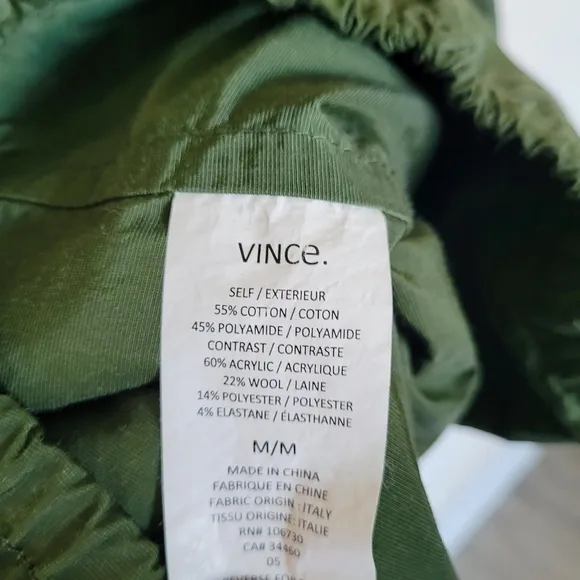 VINCe.
SELF / EXTERIEUR
55% COTTON / COTON
45% POLYAMIDE / POLYAMIDE
CONTRAST / CONTRASTE
60% ACRYLIC / ACRYLIQUE
22% WOOL / LAINE
14% POLYESTER / POLYESTER
4% ELASTANE / ÉLASTHANNE
M/M
MADE IN CHINA
FABRIQUE EN CHINE
FABRIC ORIGIN : ITALY
TISSU ORIGINE: ITALIE
RN# 106730
CA# 34460
05
REVERSE FOR